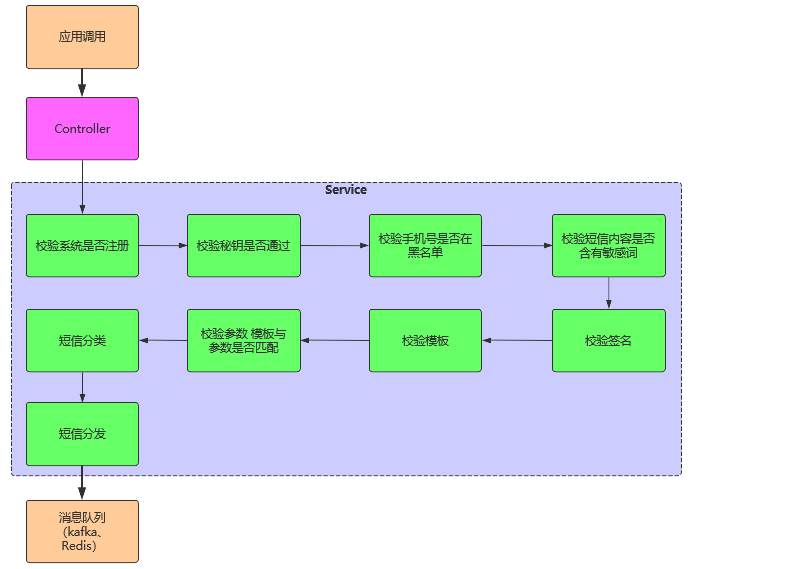 应用调用
Controller
Service
校验系统是否注册
校验秘钥是否通过
校验手机号是否在
黑名单
校验短信内容是否
含有敏感词
短信分类
校验参数 模板与
参数是否匹配
校验模板
校验签名
短信分发
消息队列
（kafka、
Redis）